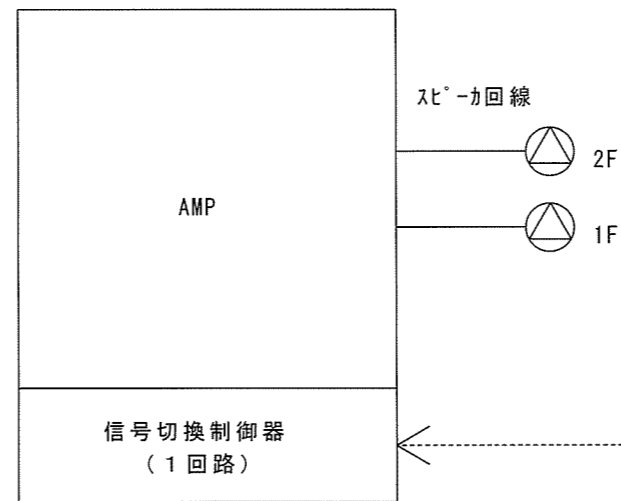 ｽﾋﾟｰｶ回線
2F
AMP
1F
信号切換制御器
（１回路）